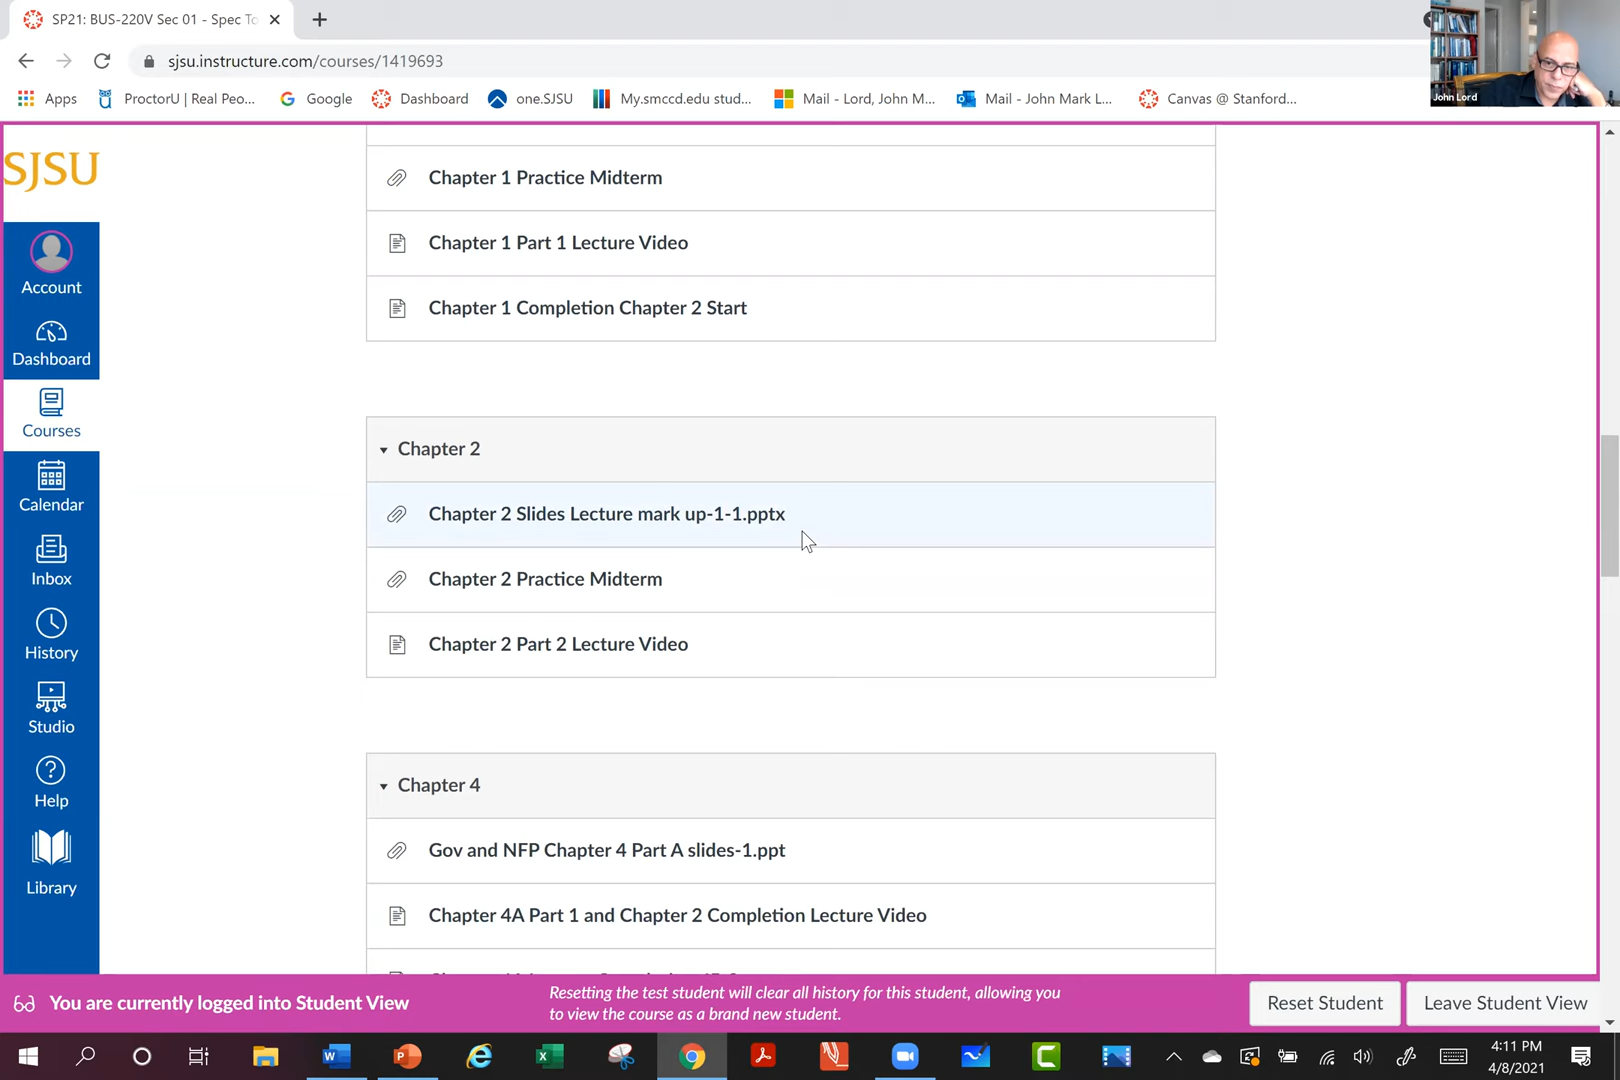 SP21: BUS-220V Sec 01 - Spec To
sjsu.instructure.com/courses/1419693
Apps
ProctorU | Real Peo...
Google
Dashboard
one.SJSU
My.smccd.edu stud...
Mail - Lord, John M...
Mail - John Mark L...
Canvas @ Stanford...
John Lord
SJSU
Account
Dashboard
Courses
Calendar
Inbox
History
Studio
Help
Library
Chapter 1 Practice Midterm
Chapter 1 Part 1 Lecture Video
Chapter 1 Completion Chapter 2 Start
Chapter 2
Chapter 2 Slides Lecture mark up-1-1.pptx
Chapter 2 Practice Midterm
Chapter 2 Part 2 Lecture Video
Chapter 4
Gov and NFP Chapter 4 Part A slides-1.ppt
Chapter 4A Part 1 and Chapter 2 Completion Lecture Video
You are currently logged into Student View
Resetting the test student will clear all history for this student, allowing you
to view the course as a brand new student.
Reset Student
Leave Student View
4:11 PM
4/8/2021